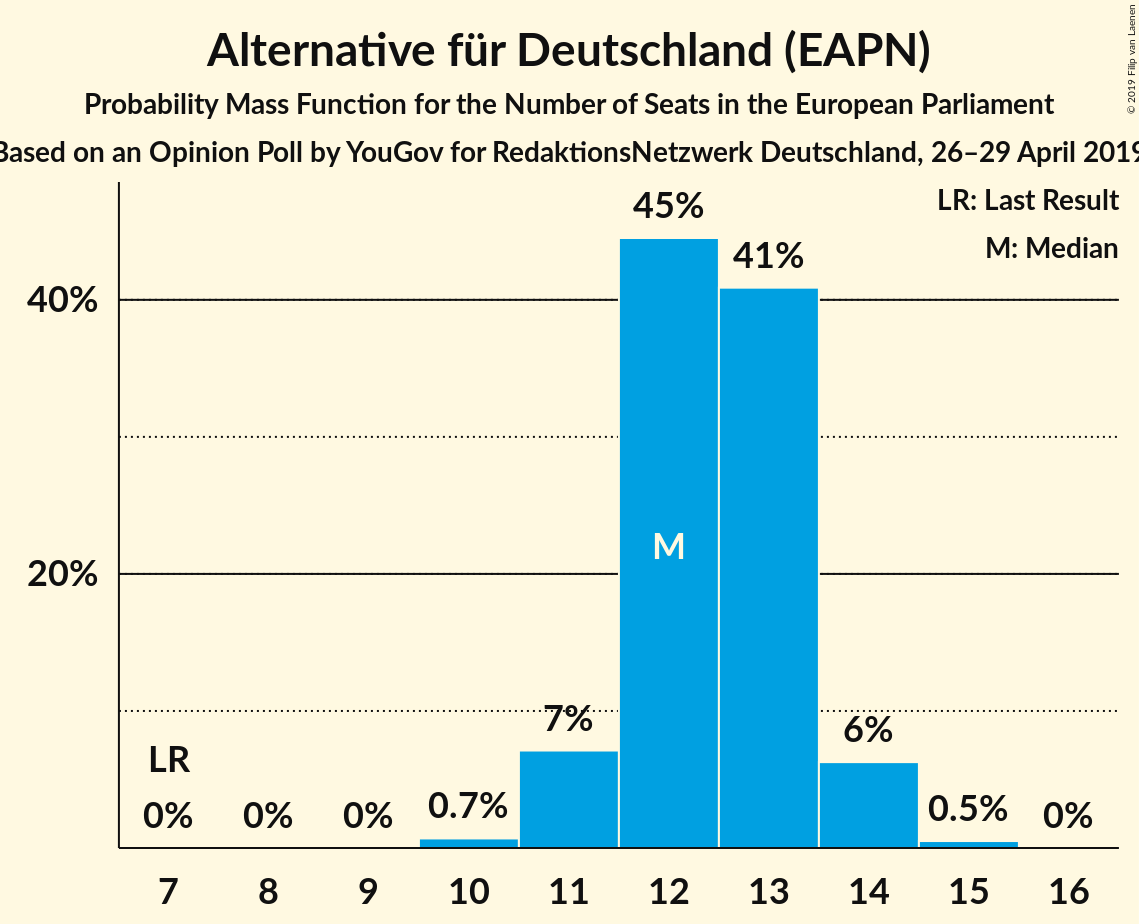 Alternative für Deutschland (EAPN)
Probability Mass Function for the Number of Seats in the European Parliament
Based on an Opinion Poll by YouGov for RedaktionsNetzwerk Deutschland, 26–29 April 2019
© 2019 Filip van Laenen
LR: Last Result
M: Median
45%
41%
40%
20%
M
7%
6%
LR
0%
0%
0%
0.7%
0.5%
0%
7
8
9
10
11
12
13
14
15
16